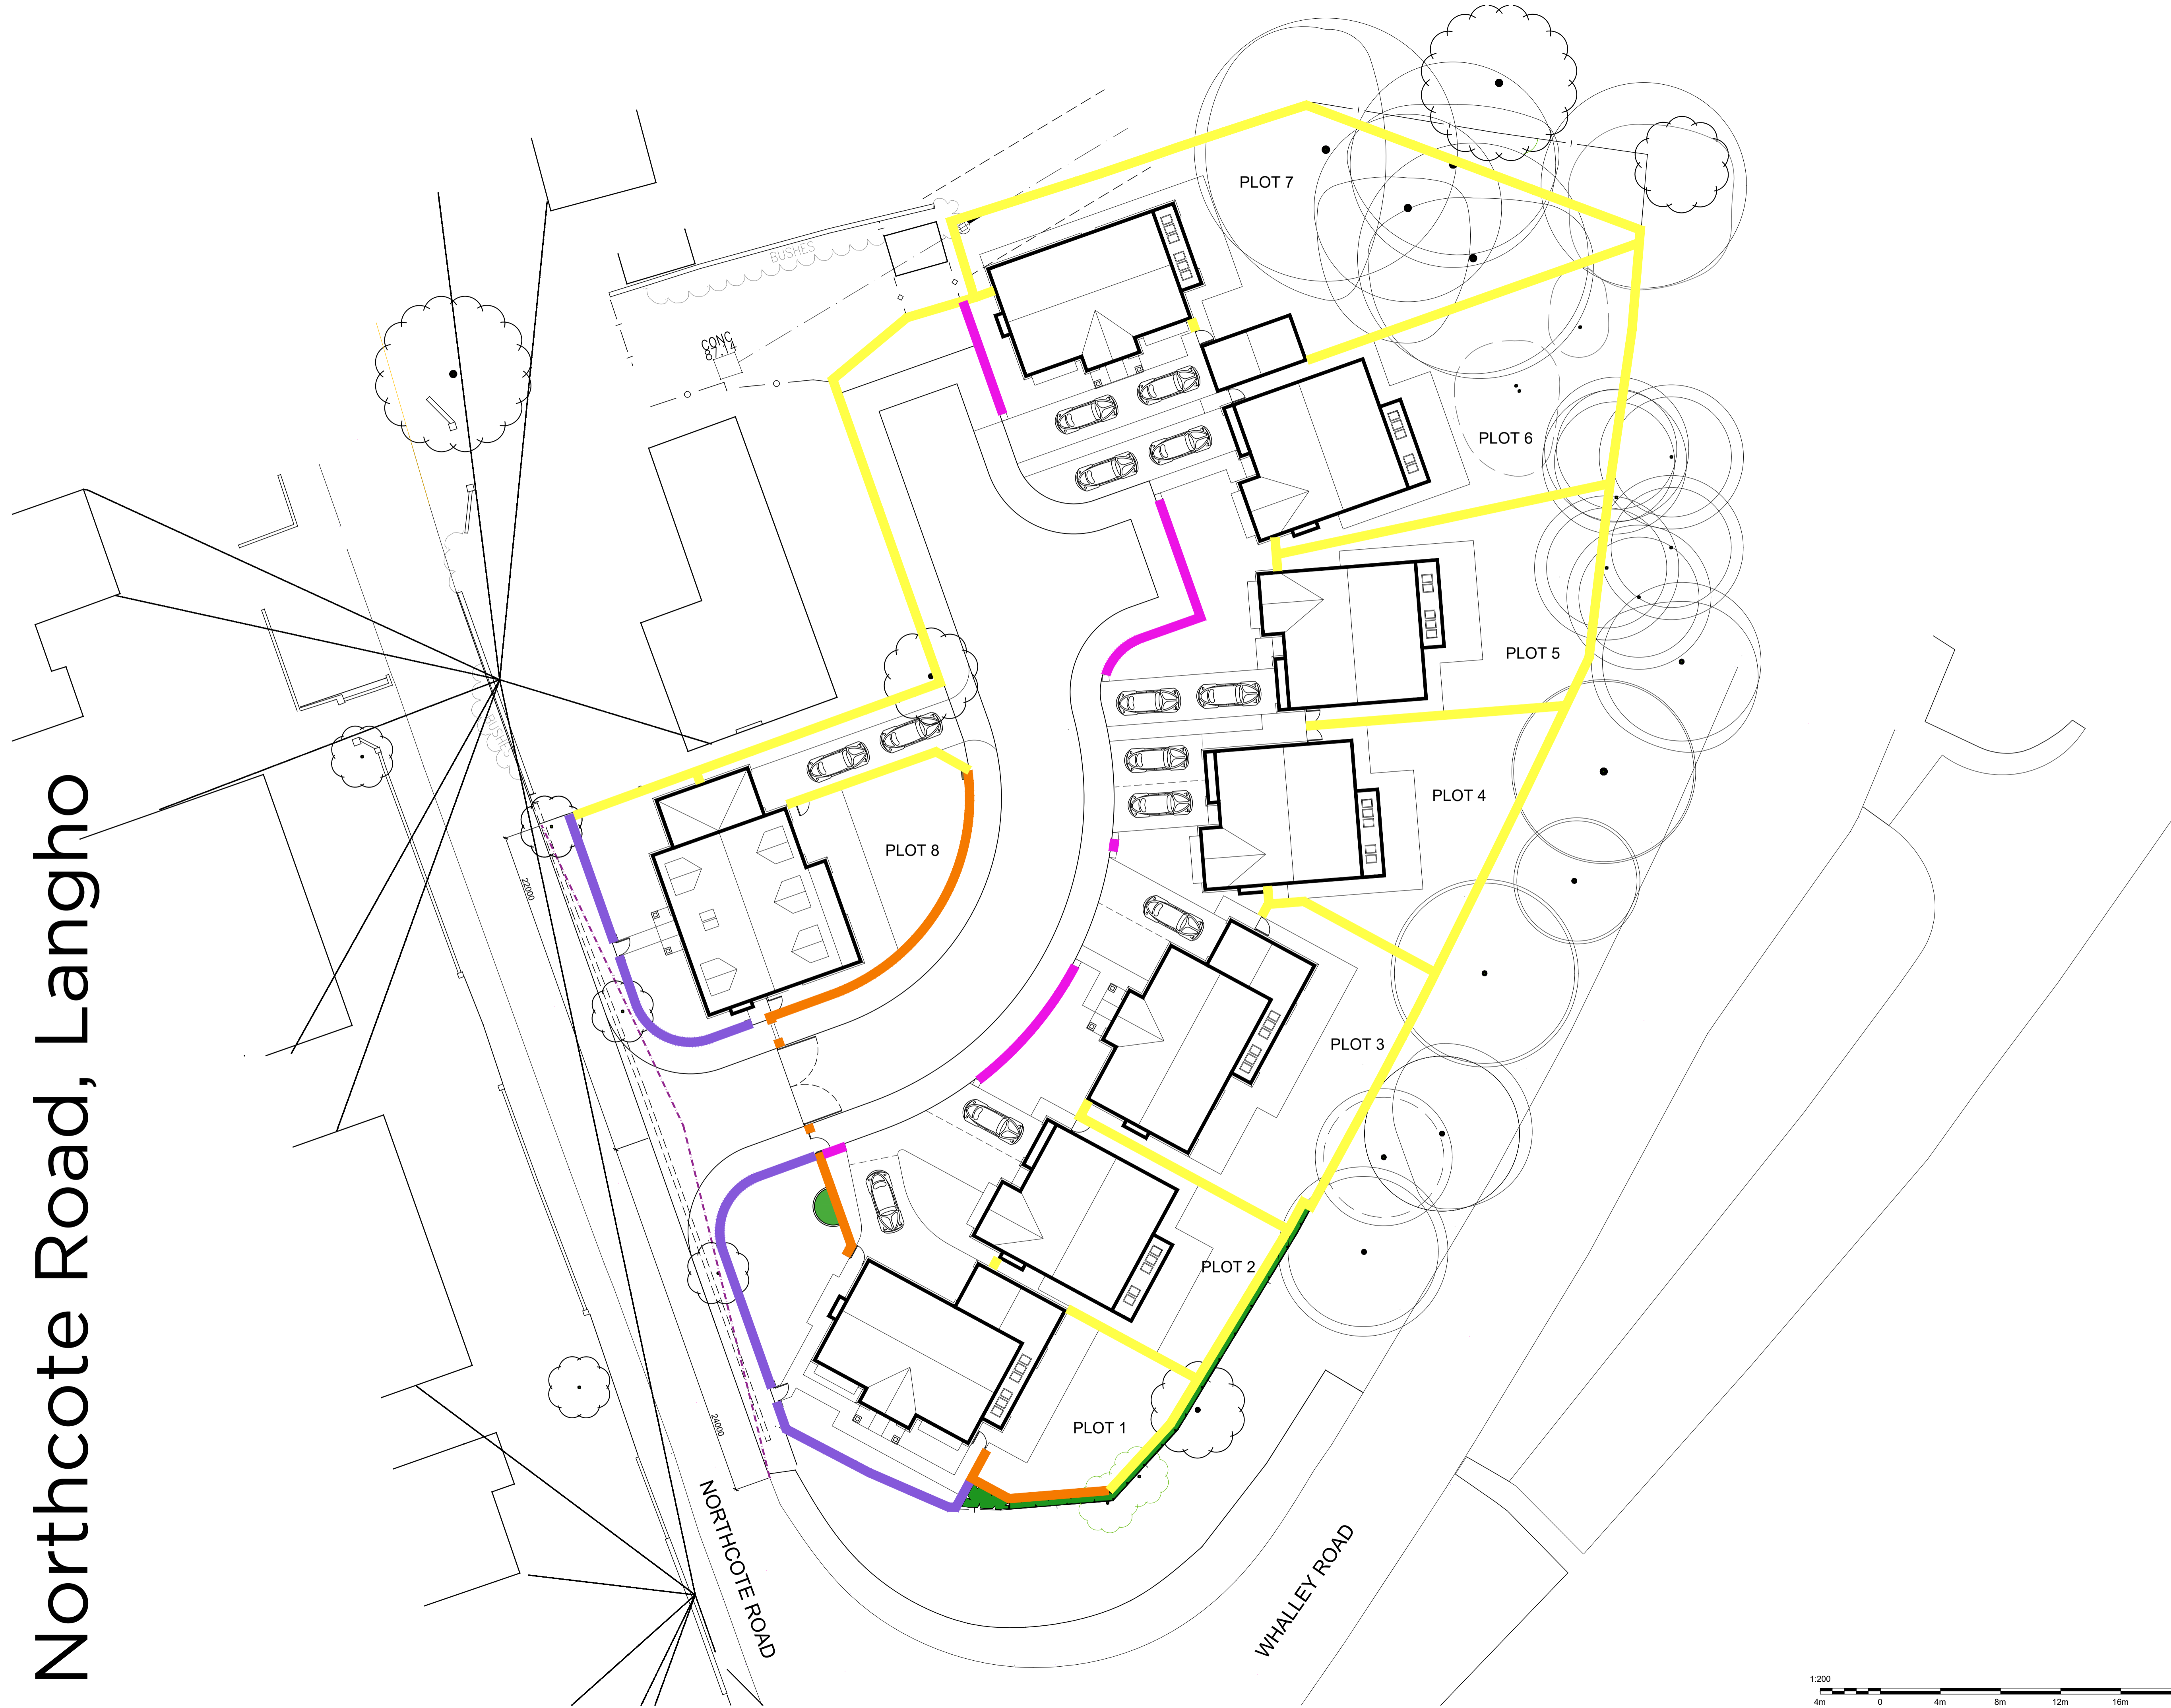 Northcote Road, Langho
PLOT 7
BUSHES
CONC
87.14
PLOT 6
PLOT 5
BUSHES
PLOT 4
PLOT 8
22000
PLOT 3
PLOT 2
PLOT 1
24000
NORTHCOTE ROAD
WHALLEY ROAD
1:200
4m 0 4m 8m 12m 16m